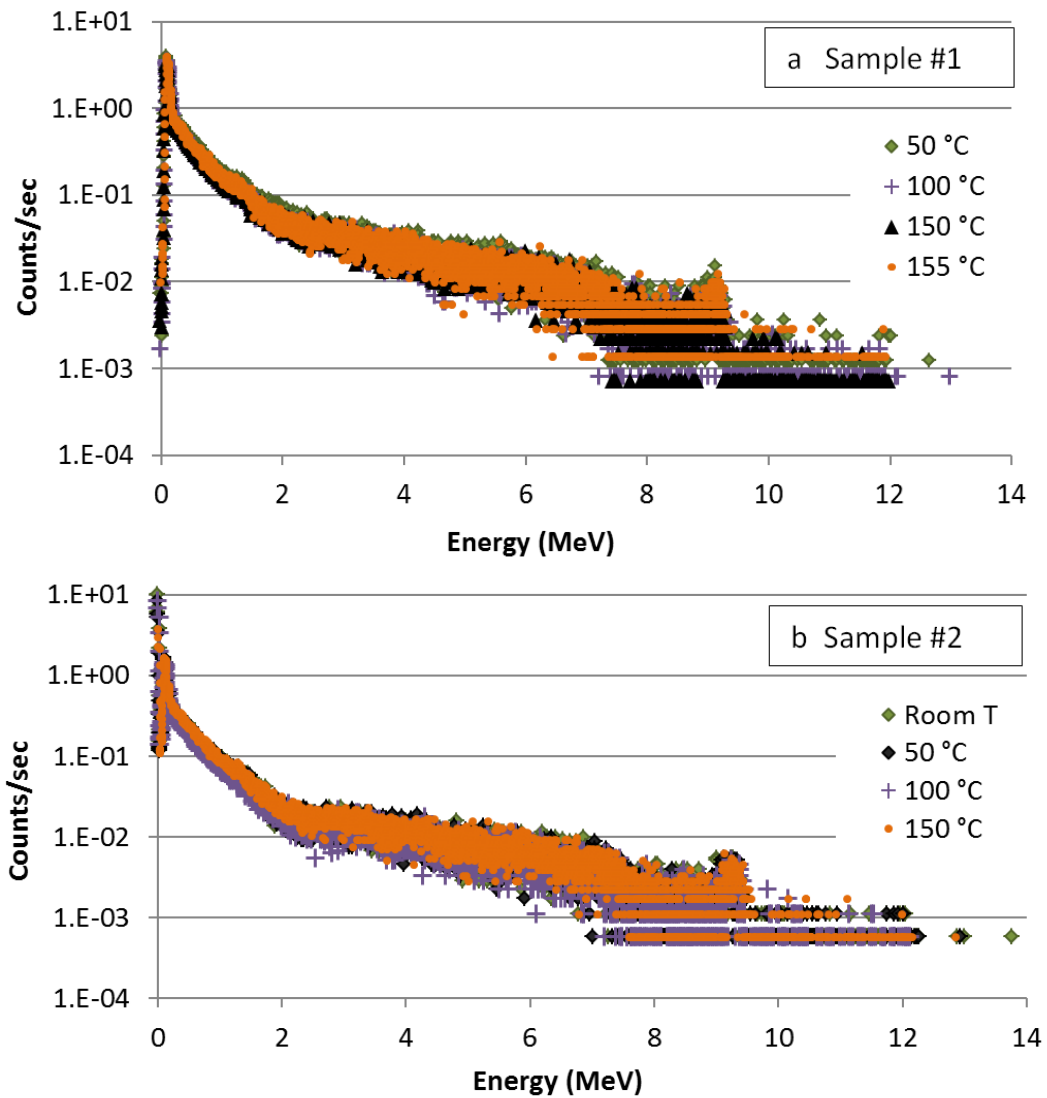 1.E+01
a Sample #1
1.E+00
50 °C
100 °C
1.E-01
150 °C
155 °C
1.E-02
1.E-03
1.E-04
Counts/sec
0 2 4 6 8 10 12 14
Energy (MeV)
1.E+01
b Sample #2
1.E+00
Room T
50 °C
1.E-01
100 °C
150 °C
1.E-02
1.E-03
1.E-04
Counts/sec
0 2 4 6 8 10 12 14
Energy (MeV)